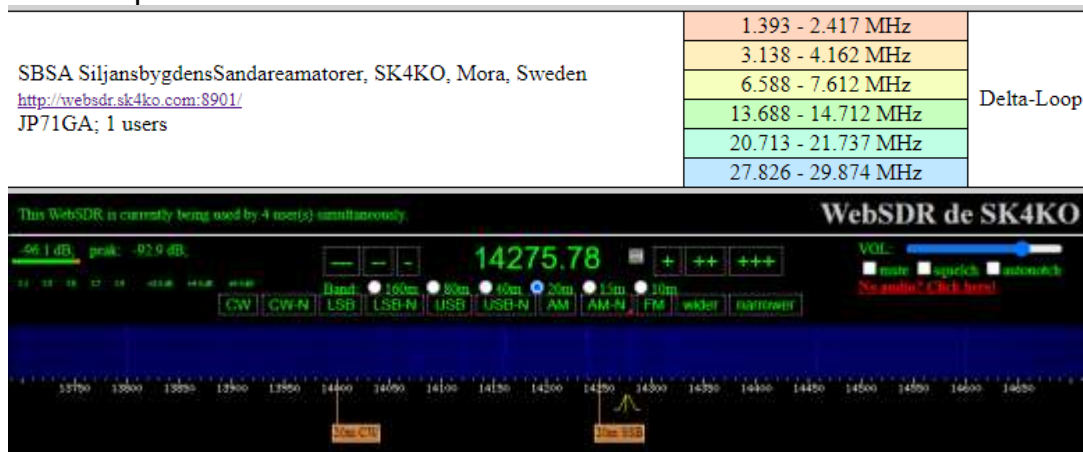 1.393 - 2.417 MHz
3.138 - 4.162 MHz
SBSA SiljansbygdensSandareamatorer, SK4KO, Mora, Sweden
http://websdr.sk4ko.com:8901/
6.588 - 7.612 MHz
Delta-Loop
JP71GA; 1 users
13.688 - 14.712 MHz
20.713 - 21.737 MHz
27.826 - 29.874 MHz
This WebSDR is currently being used by 4 user(s) simultaneously.
WebSDR de SK4KO
-96.1 dB; peak: -92.9 dB;
--- -- - 14275.78 + ++ +++
VOL:
mute squelch autonotch
No audio? Click here!
Band: 160m 80m 40m 20m 15m 10m
CW CW-N LSB LSB-N USB USB-N AM AM-N FM wider narrower
13750 13800 13850 13900 13950 14000 14050 14100 14150 14200 14250 14300 14350 14400 14450 14500 14550 14600 14650
20m CW 20m SSB